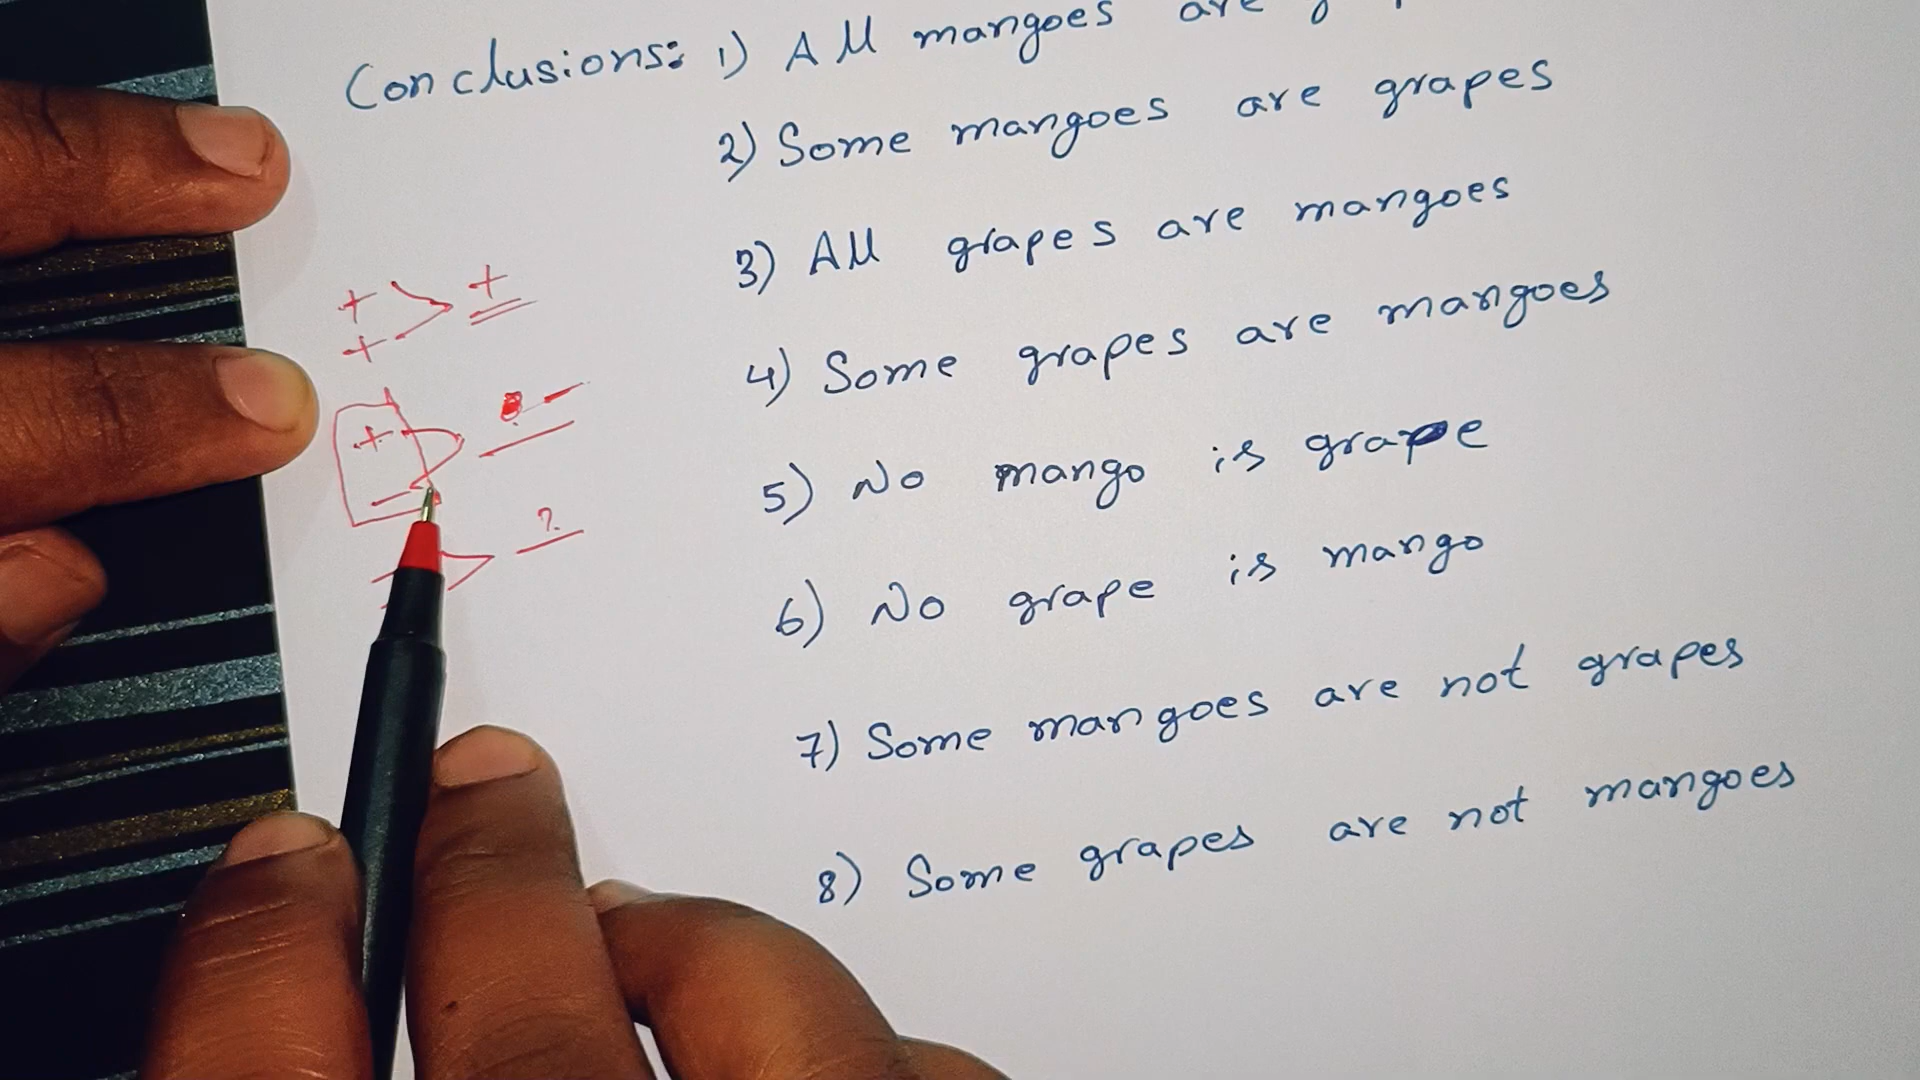 Conclusions: 1) All mangoes are
2) Some mangoes are grapes
3) All grapes are mangoes
4) Some grapes are mangoes
5) No mango is grape
6) No grape is mango
7) Some mangoes are not grapes
8) Some grapes are not mangoes
+ +
+
+ -
-
?